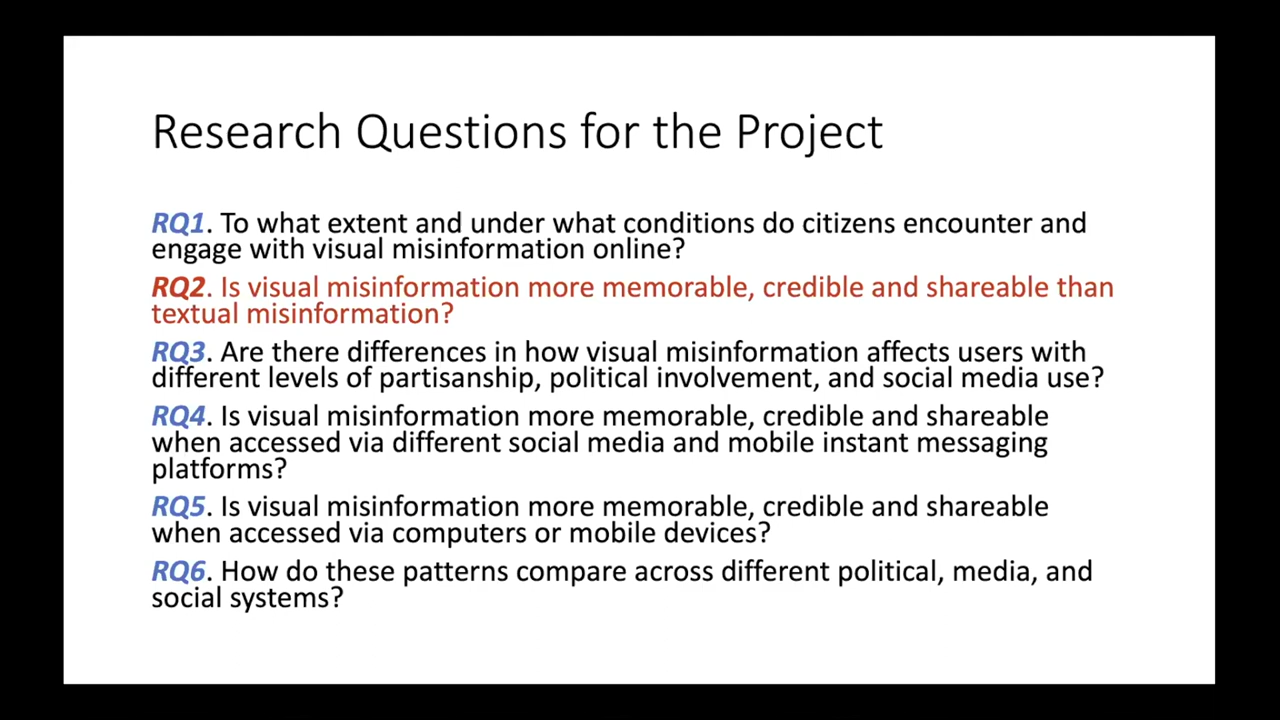 Research Questions for the Project
RQ1. To what extent and under what conditions do citizens encounter and
engage with visual misinformation online?
RQ2. Is visual misinformation more memorable, credible and shareable than
textual misinformation?
RQ3. Are there differences in how visual misinformation affects users with
different levels of partisanship, political involvement, and social media use?
RQ4. Is visual misinformation more memorable, credible and shareable
when accessed via different social media and mobile instant messaging
platforms?
RQ5. Is visual misinformation more memorable, credible and shareable
when accessed via computers or mobile devices?
RQ6. How do these patterns compare across different political, media, and
social systems?